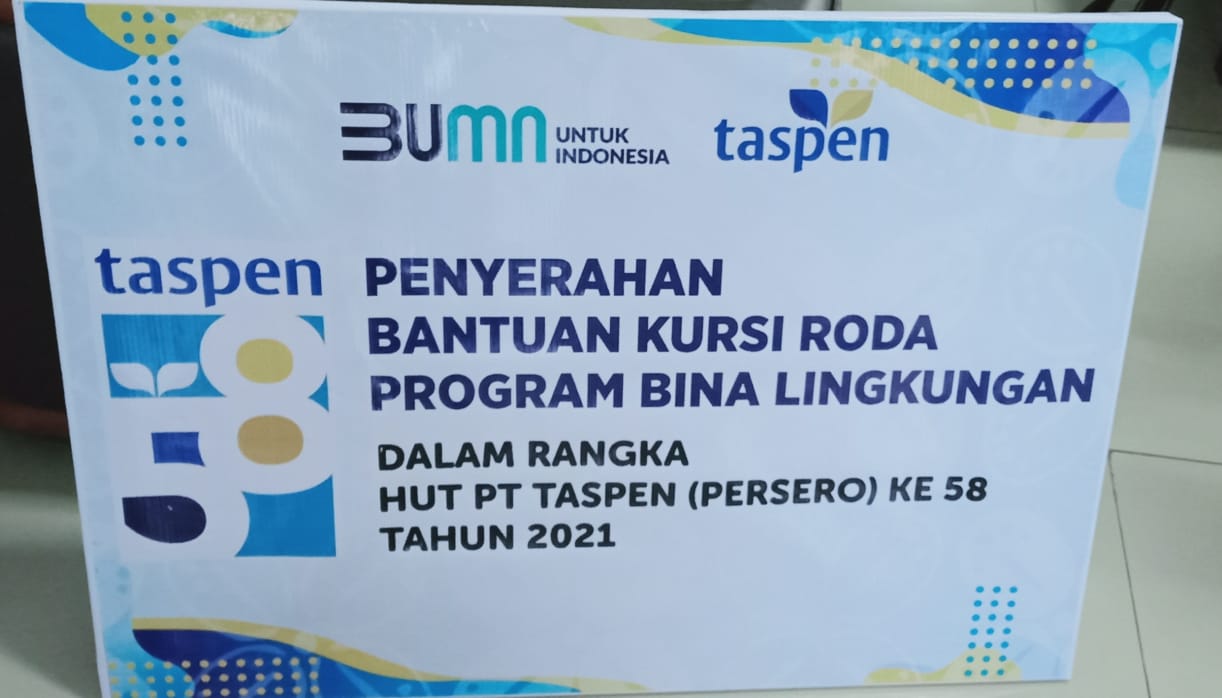 BUMN UNTUK
INDONESIA
taspen
taspen
58
PENYERAHAN
BANTUAN KURSI RODA
PROGRAM BINA LINGKUNGAN
DALAM RANGKA
HUT PT TASPEN (PERSERO) KE 58
TAHUN 2021